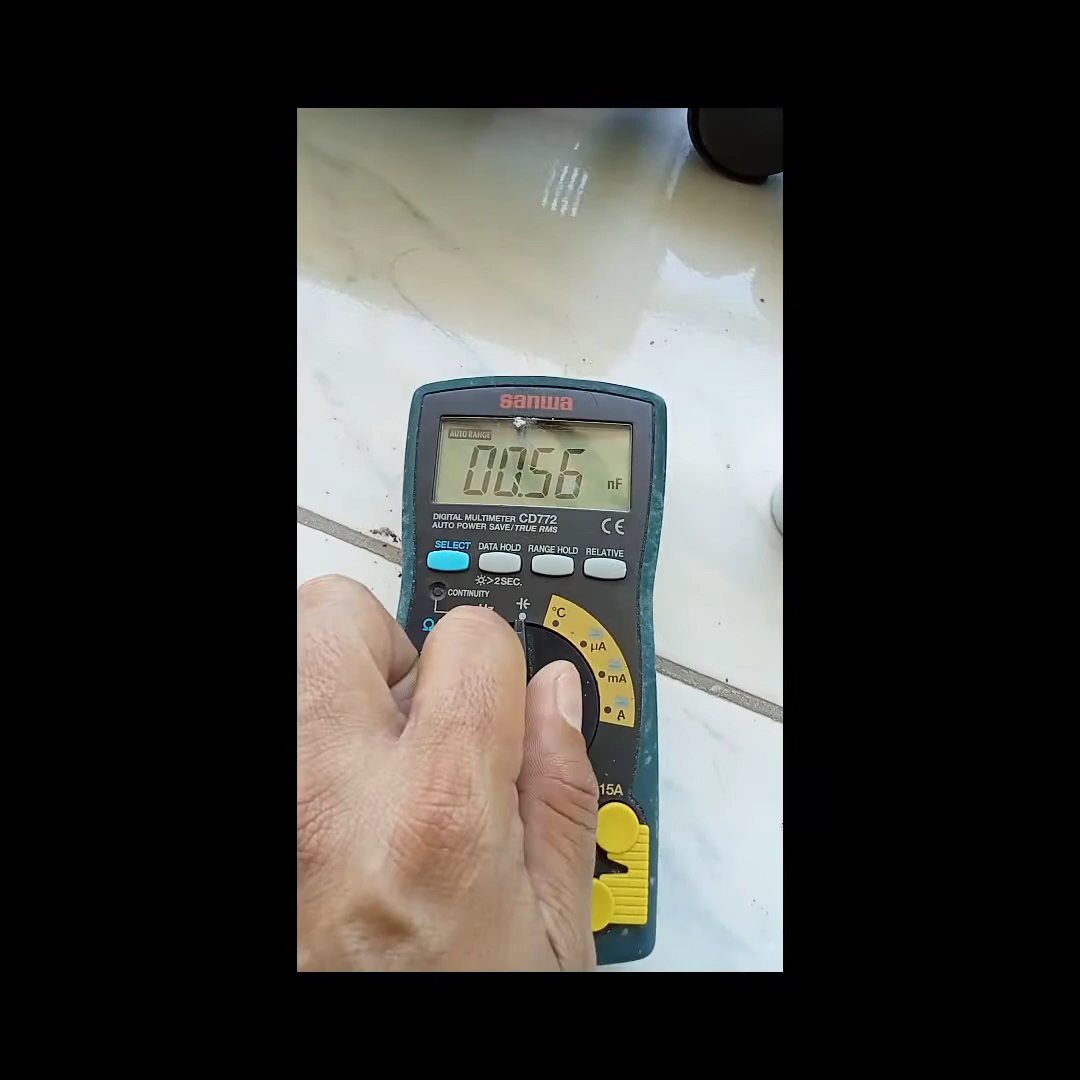 sanwa
AUTO RANGE
00.56 nF
DIGITAL MULTIMETER CD772
AUTO POWER SAVE/TRUE RMS
CE
SELECT DATA HOLD RANGE HOLD RELATIVE
>2SEC.
CONTINUITY
Hz
°C
Ω
µA
mA
A
15A